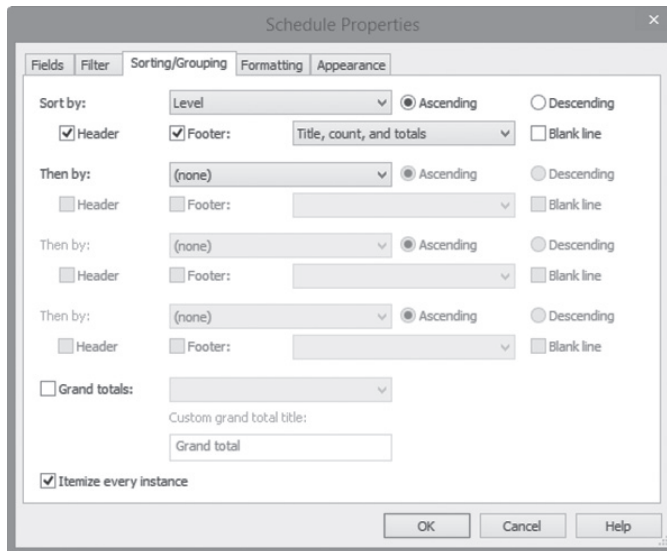 Schedule Properties
Fields Filter Sorting/Grouping Formatting Appearance
Sort by: Level Ascending Descending
Header Footer: Title, count, and totals Blank line
Then by: (none) Ascending Descending
Header Footer: Blank line
Then by: (none) Ascending Descending
Header Footer: Blank line
Then by: (none) Ascending Descending
Header Footer: Blank line
Grand totals:
Custom grand total title:
Grand total
Itemize every instance
OK Cancel Help